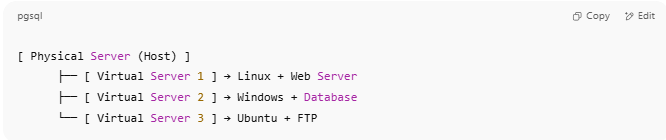 pgsql Copy Edit
[ Physical Server (Host) ]
├── [ Virtual Server 1 ] → Linux + Web Server
├── [ Virtual Server 2 ] → Windows + Database
└── [ Virtual Server 3 ] → Ubuntu + FTP